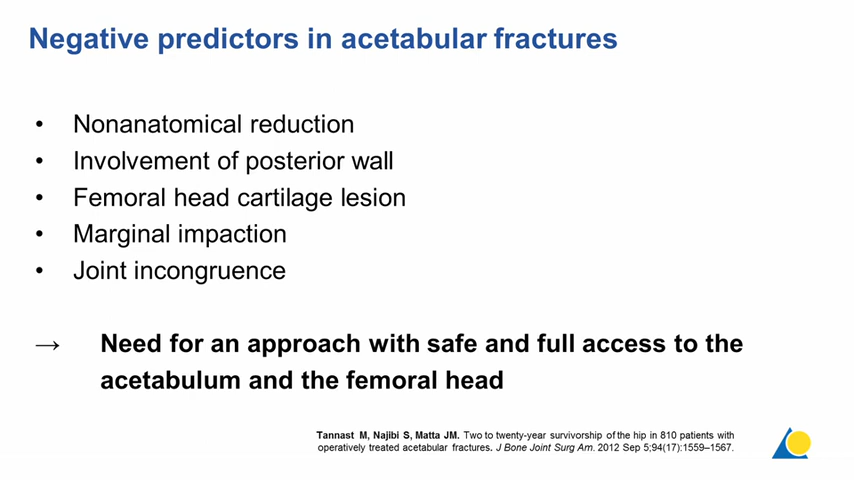 Negative predictors in acetabular fractures
• Nonanatomical reduction
• Involvement of posterior wall
• Femoral head cartilage lesion
• Marginal impaction
• Joint incongruence
→ Need for an approach with safe and full access to the
acetabulum and the femoral head
Tannast M, Najibi S, Matta JM. Two to twenty-year survivorship of the hip in 810 patients with
operatively treated acetabular fractures. J Bone Joint Surg Am. 2012 Sep 5;94(17):1559–1567.